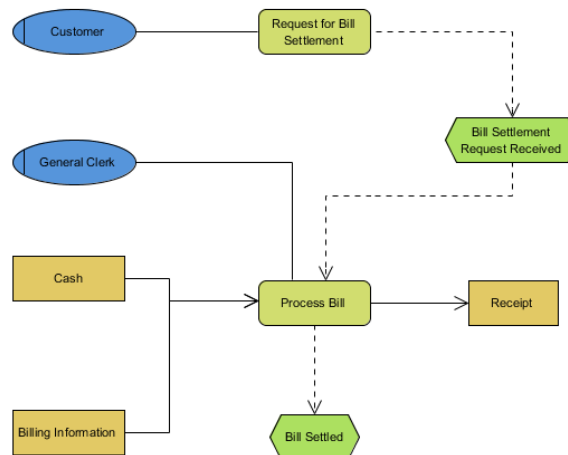 Customer
Request for Bill
Settlement
Bill Settlement
Request Received
General Clerk
Cash
Process Bill
Receipt
Billing Information
Bill Settled